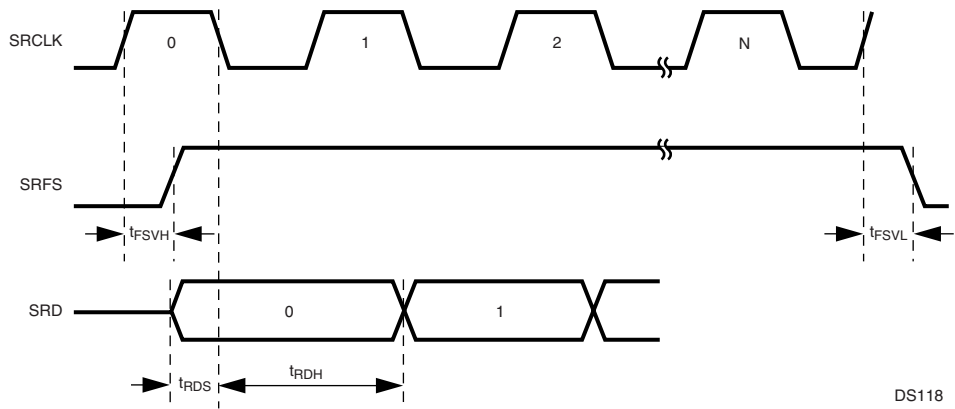 SRCLK
0
1
2
N
SRFS
tFSVH
tFSVL
SRD
0
1
tRDS
tRDH
DS118